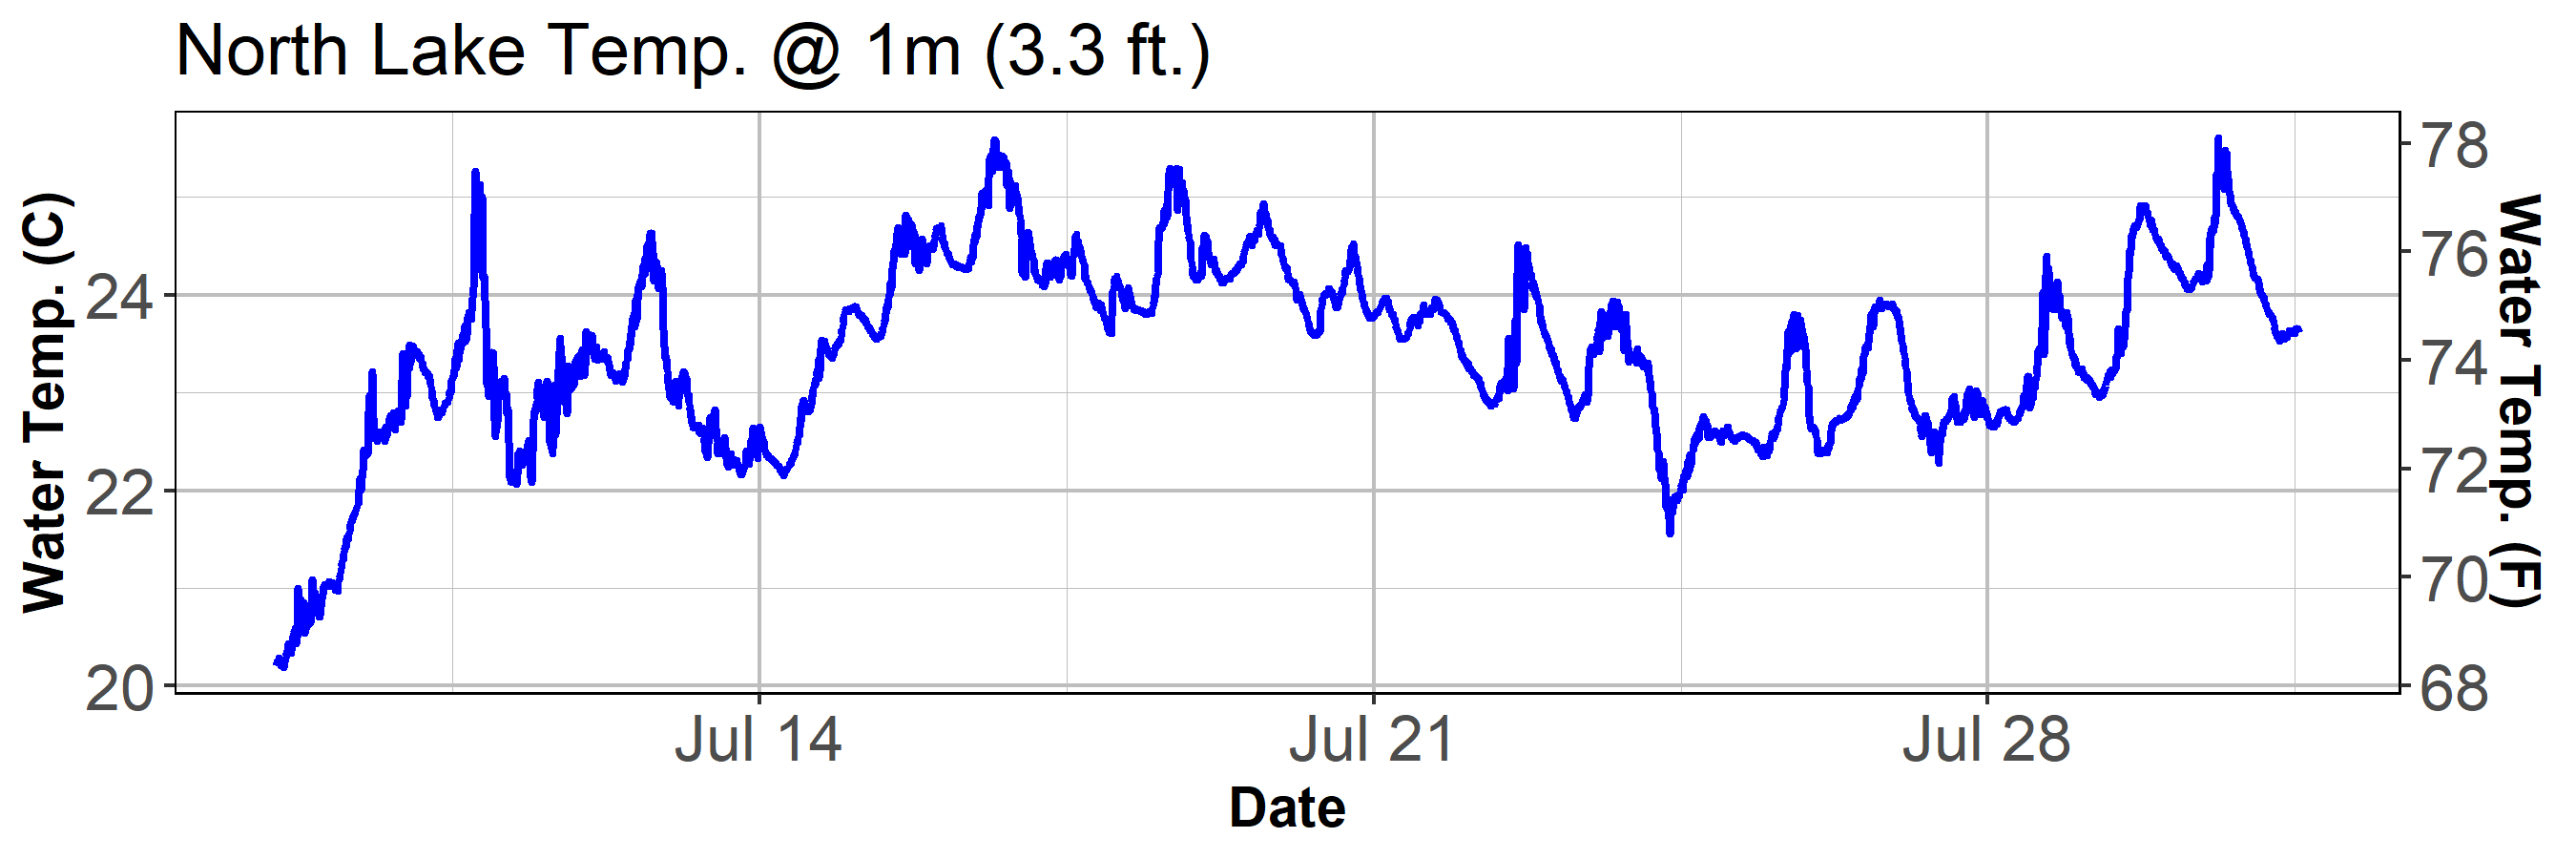 North Lake Temp. @ 1m (3.3 ft.)
Water Temp. (C)
24
22
20
78
76
74
72
70
68
Water Temp. (F)
Jul 14
Jul 21
Jul 28
Date